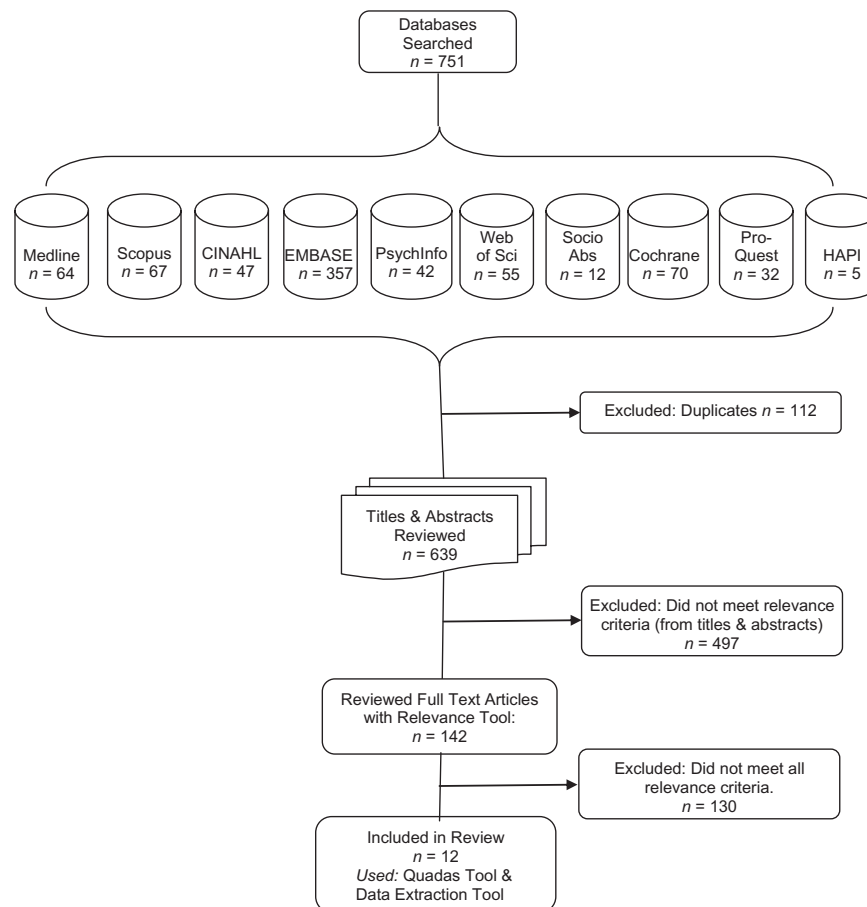 Databases
Searched
n = 751
Medline
n = 64
Scopus
n = 67
CINAHL
n = 47
EMBASE
n = 357
PsychInfo
n = 42
Web
of Sci
n = 55
Socio
Abs
n = 12
Cochrane
n = 70
Pro-
Quest
n = 32
HAPI
n = 5
Excluded: Duplicates n = 112
Titles & Abstracts
Reviewed
n = 639
Excluded: Did not meet relevance
criteria (from titles & abstracts)
n = 497
Reviewed Full Text Articles
with Relevance Tool:
n = 142
Excluded: Did not meet all
relevance criteria.
n = 130
Included in Review
n = 12
Used: Quadas Tool &
Data Extraction Tool